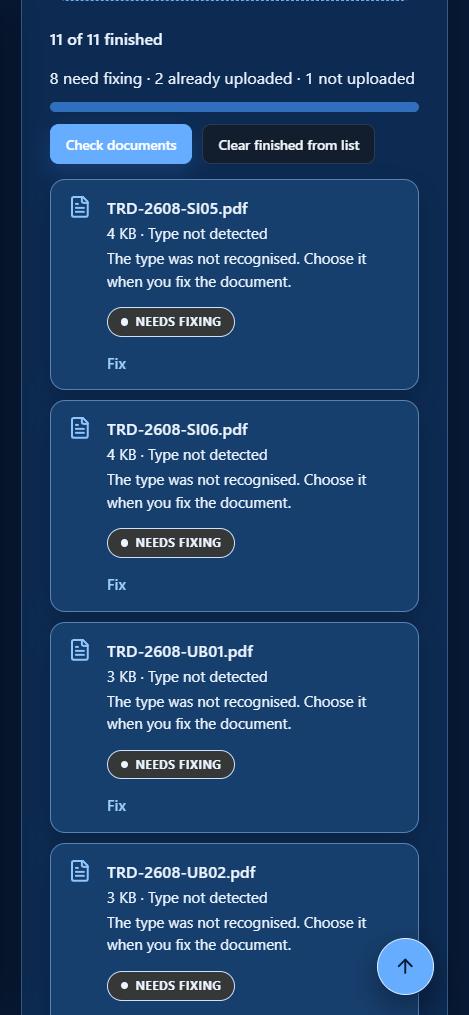 11 of 11 finished
8 need fixing · 2 already uploaded · 1 not uploaded
Check documents
Clear finished from list
TRD-2608-SI05.pdf
4 KB · Type not detected
The type was not recognised. Choose it
when you fix the document.
NEEDS FIXING
Fix
TRD-2608-SI06.pdf
4 KB · Type not detected
The type was not recognised. Choose it
when you fix the document.
NEEDS FIXING
Fix
TRD-2608-UB01.pdf
3 KB · Type not detected
The type was not recognised. Choose it
when you fix the document.
NEEDS FIXING
Fix
TRD-2608-UB02.pdf
3 KB · Type not detected
The type was not recognised. Choose it
when you fix the document.
NEEDS FIXING